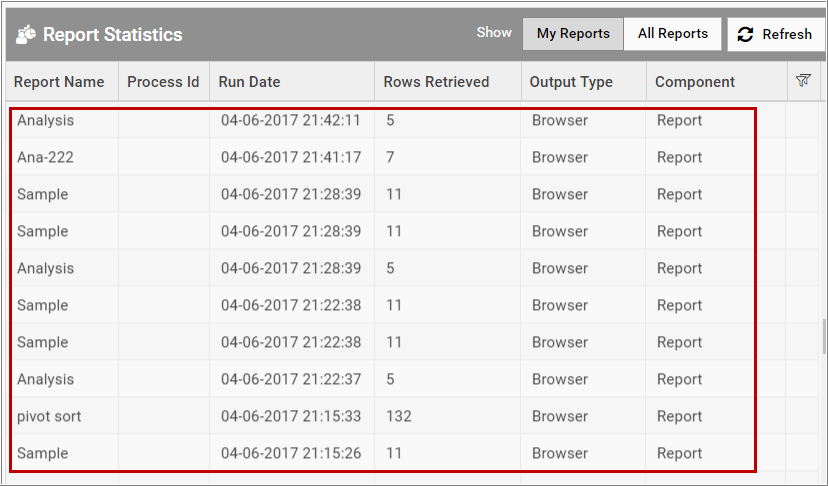 Report Statistics Show My Reports All Reports Refresh
Report Name Process Id Run Date Rows Retrieved Output Type Component
Analysis 04-06-2017 21:42:11 5 Browser Report
Ana-222 04-06-2017 21:41:17 7 Browser Report
Sample 04-06-2017 21:28:39 11 Browser Report
Sample 04-06-2017 21:28:39 11 Browser Report
Analysis 04-06-2017 21:28:39 5 Browser Report
Sample 04-06-2017 21:22:38 11 Browser Report
Sample 04-06-2017 21:22:38 11 Browser Report
Analysis 04-06-2017 21:22:37 5 Browser Report
pivot sort 04-06-2017 21:15:33 132 Browser Report
Sample 04-06-2017 21:15:26 11 Browser Report